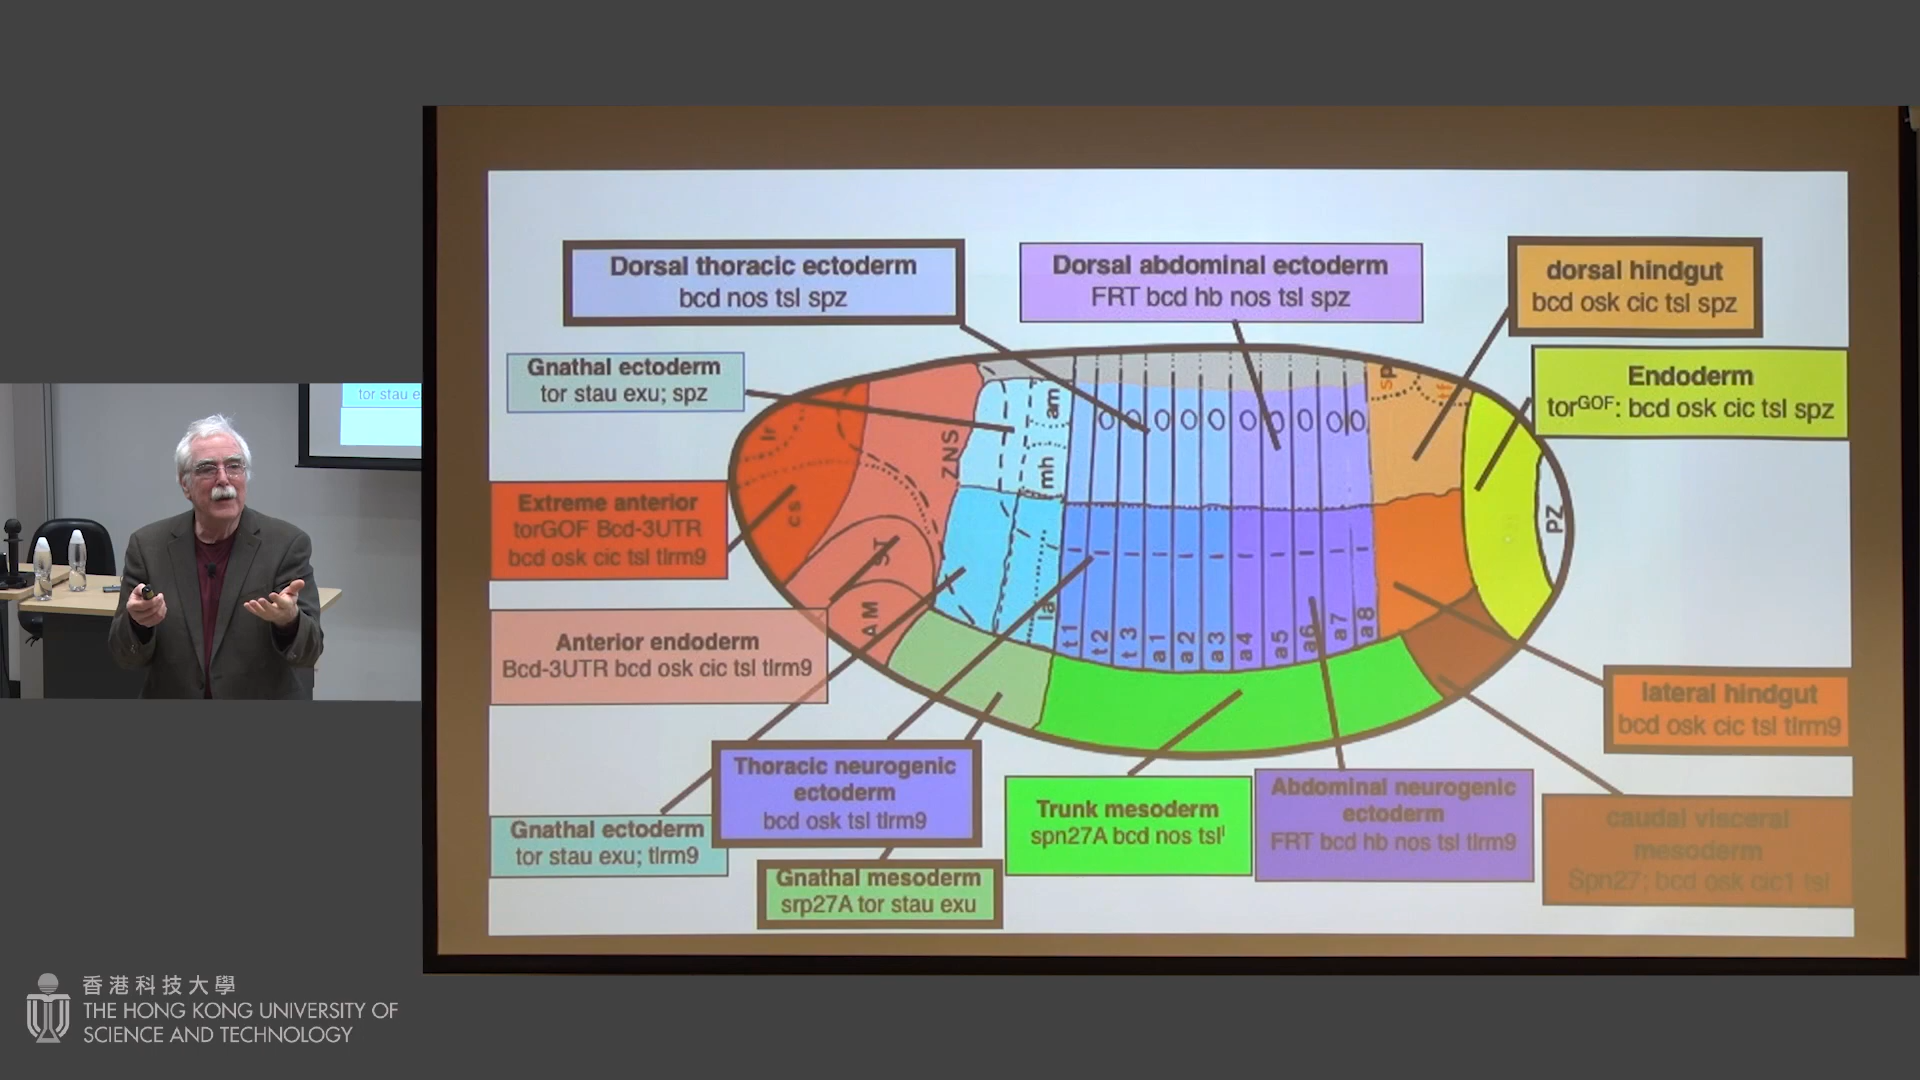 Dorsal thoracic ectoderm
bcd nos tsl spz
Dorsal abdominal ectoderm
FRT bcd hb nos tsl spz
dorsal hindgut
bcd osk cic tsl spz
Gnathal ectoderm
tor stau exu; spz
Endoderm
torGOF: bcd osk cic tsl spz
Extreme anterior
torGOF Bcd-3UTR
bcd osk cic tsl tlrm9
Anterior endoderm
Bcd-3UTR bcd osk cic tsl tlrm9
lateral hindgut
bcd osk cic tsl tlrm9
Thoracic neurogenic
ectoderm
bcd osk tsl tlrm9
Gnathal ectoderm
tor stau exu; tlrm9
Gnathal mesoderm
srp27A tor stau exu
Trunk mesoderm
spn27A bcd nos tsl
Abdominal neurogenic
ectoderm
FRT bcd hb nos tsl tlrm9
caudal visceral
mesoderm
Spn27; bcd osk cic1 tsl
cs
ZNS
am
mh
AM
la
t1
t2
t3
a1
a2
a3
a4
a5
a6
a7
a8
PZ
tor stau e
香港科技大學
THE HONG KONG UNIVERSITY OF
SCIENCE AND TECHNOLOGY